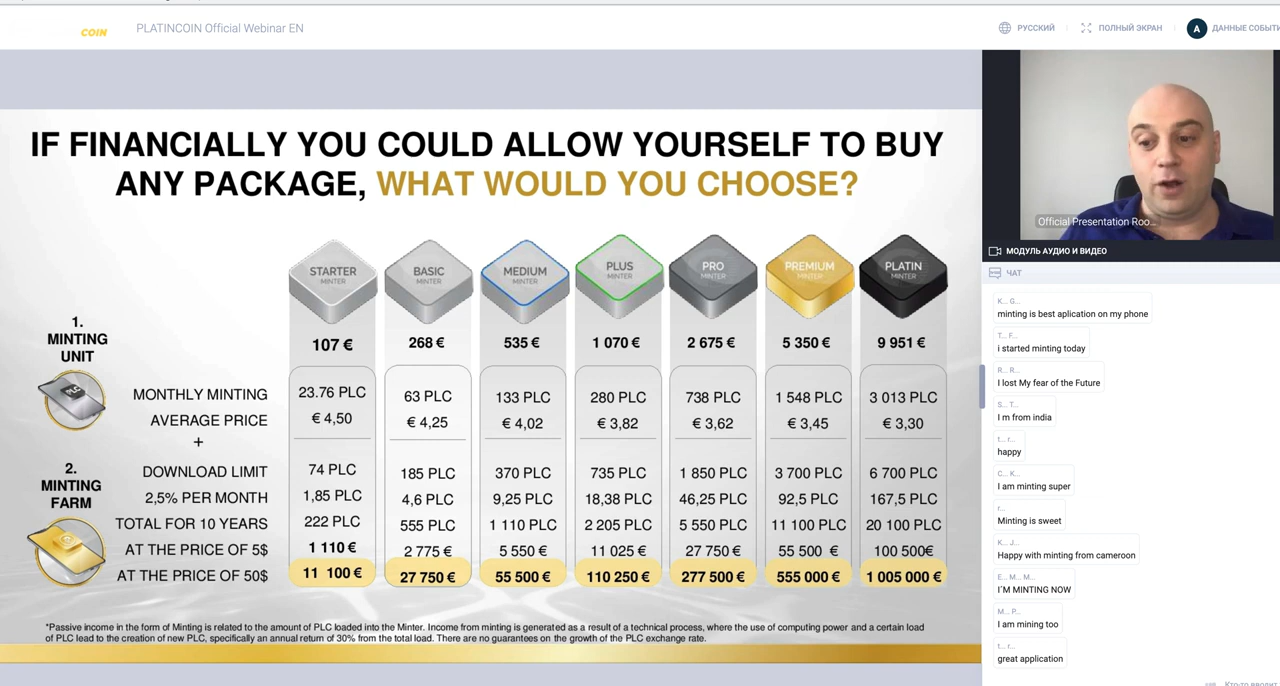 COIN
PLATINCOIN Official Webinar EN
РУССКИЙ
ПОЛНЫЙ ЭКРАН
A
ДАННЫЕ СОБЫТИ
IF FINANCIALLY YOU COULD ALLOW YOURSELF TO BUY
ANY PACKAGE, WHAT WOULD YOU CHOOSE?
STARTER MINTER
BASIC MINTER
MEDIUM MINTER
PLUS MINTER
PRO MINTER
PREMIUM MINTER
PLATIN MINTER
1.
MINTING
UNIT
107 € 268 € 535 € 1 070 € 2 675 € 5 350 € 9 951 €
MONTHLY MINTING 23.76 PLC 63 PLC 133 PLC 280 PLC 738 PLC 1 548 PLC 3 013 PLC
AVERAGE PRICE € 4,50 € 4,25 € 4,02 € 3,82 € 3,62 € 3,45 € 3,30
+
2.
MINTING
FARM
DOWNLOAD LIMIT 74 PLC 185 PLC 370 PLC 735 PLC 1 850 PLC 3 700 PLC 6 700 PLC
2,5% PER MONTH 1,85 PLC 4,6 PLC 9,25 PLC 18,38 PLC 46,25 PLC 92,5 PLC 167,5 PLC
TOTAL FOR 10 YEARS 222 PLC 555 PLC 1 110 PLC 2 205 PLC 5 550 PLC 11 100 PLC 20 100 PLC
AT THE PRICE OF 5$ 1 110 € 2 775 € 5 550 € 11 025 € 27 750 € 55 500 € 100 500€
AT THE PRICE OF 50$ 11 100 € 27 750 € 55 500 € 110 250 € 277 500 € 555 000 € 1 005 000 €
*Passive income in the form of Minting is related to the amount of PLC loaded into the Minter. Income from minting is generated as a result of a technical process, where the use of computing power and a certain load
of PLC lead to the creation of new PLC, specifically an annual return of 30% from the total load. There are no guarantees on the growth of the PLC exchange rate.
Official Presentation Roo...
МОДУЛЬ АУДИО И ВИДЕО
ЧАТ
K... G...
minting is best aplication on my phone
T... F...
i started minting today
R... R...
I lost My fear of the Future
S... T...
I m from india
t... r...
happy
C... K...
I am minting super
r...
Minting is sweet
K... J...
Happy with minting from cameroon
E... M... M...
I´M MINTING NOW
M... P...
I am mining too
t... r...
great application
Кто-то вводит